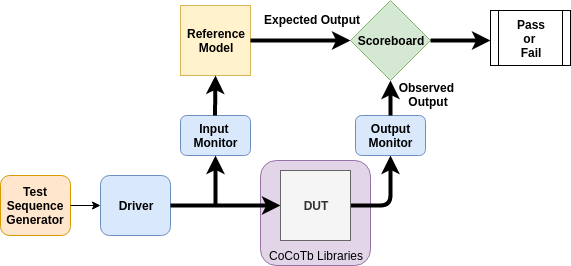 Reference
Model
Expected Output
Scoreboard
Pass
or
Fail
Observed
Output
Input
Monitor
Output
Monitor
Test
Sequence
Generator
Driver
DUT
CoCoTb Libraries